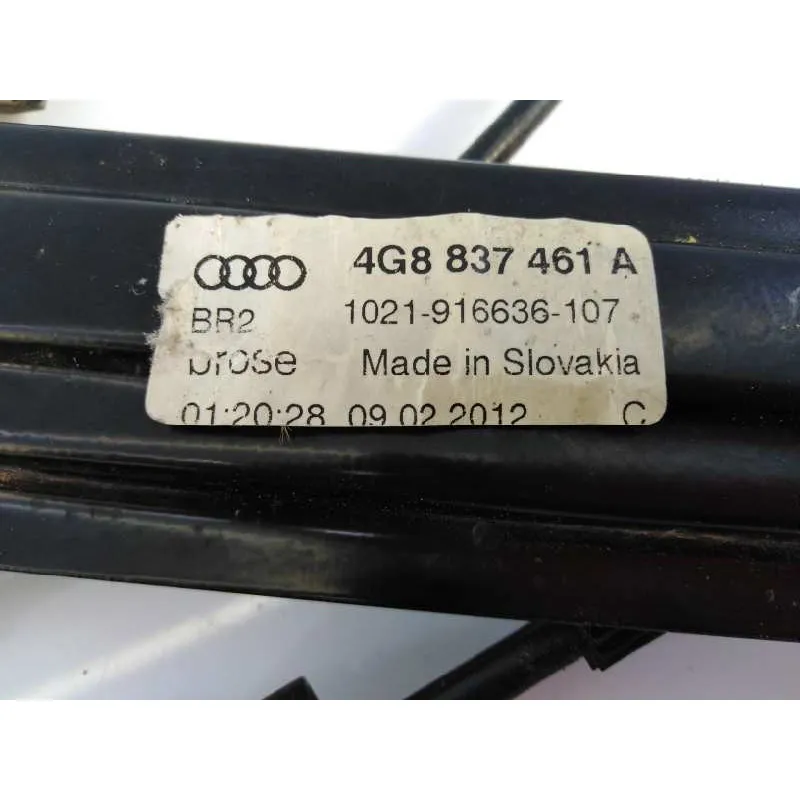 4G8 837 461 A
BR2 1021-916636-107
brose Made in Slovakia
01:20:28 09.02.2012 C